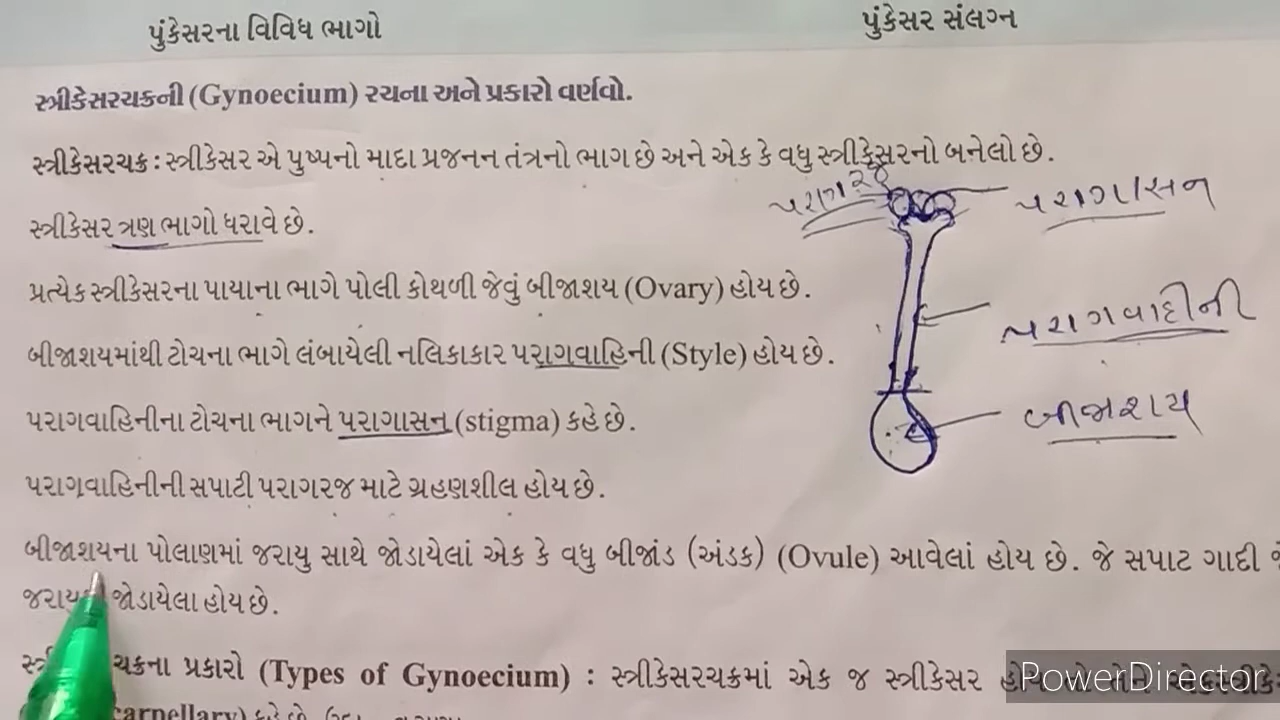 પુંકેસરના વિવિધ ભાગો
પુંકેસર સંલગ્ન
સ્ત્રીકેસરચક્રની (Gynoecium) રચના અને પ્રકારો વર્ણવો.
સ્ત્રીકેસરચક્ર : સ્ત્રીકેસર એ પુષ્પનો માદા પ્રજનન તંત્રનો ભાગ છે અને એક કે વધુ સ્ત્રીકેસરનો બનેલો છે.
પરાગરજ
પરાગાસન
સ્ત્રીકેસર ત્રણ ભાગો ધરાવે છે.
પ્રત્યેક સ્ત્રીકેસરના પાયાના ભાગે પોલી કોથળી જેવું બીજાશય (Ovary) હોય છે.
પરાગવાહીની
બીજાશયમાંથી ટોચના ભાગે લંબાયેલી નલિકાકાર પરાગવાહિની (Style) હોય છે.
પરાગવાહિનીના ટોચના ભાગને પરાગાસન (stigma) કહે છે.
બીજાશય
પરાગવાહિનીની સપાટી પરાગરજ માટે ગ્રહણશીલ હોય છે.
બીજાશયના પોલાણમાં જરાયુ સાથે જોડાયેલાં એક કે વધુ બીજાંડ (અંડક) (Ovule) આવેલાં હોય છે. જે સપાટ ગાદી
જોડાયેલા હોય છે.
પ્રકારો (Types of Gynoecium) : સ્ત્રીકેસરચક્રમાં એક જ સ્ત્રીકેસર
PowerDirector